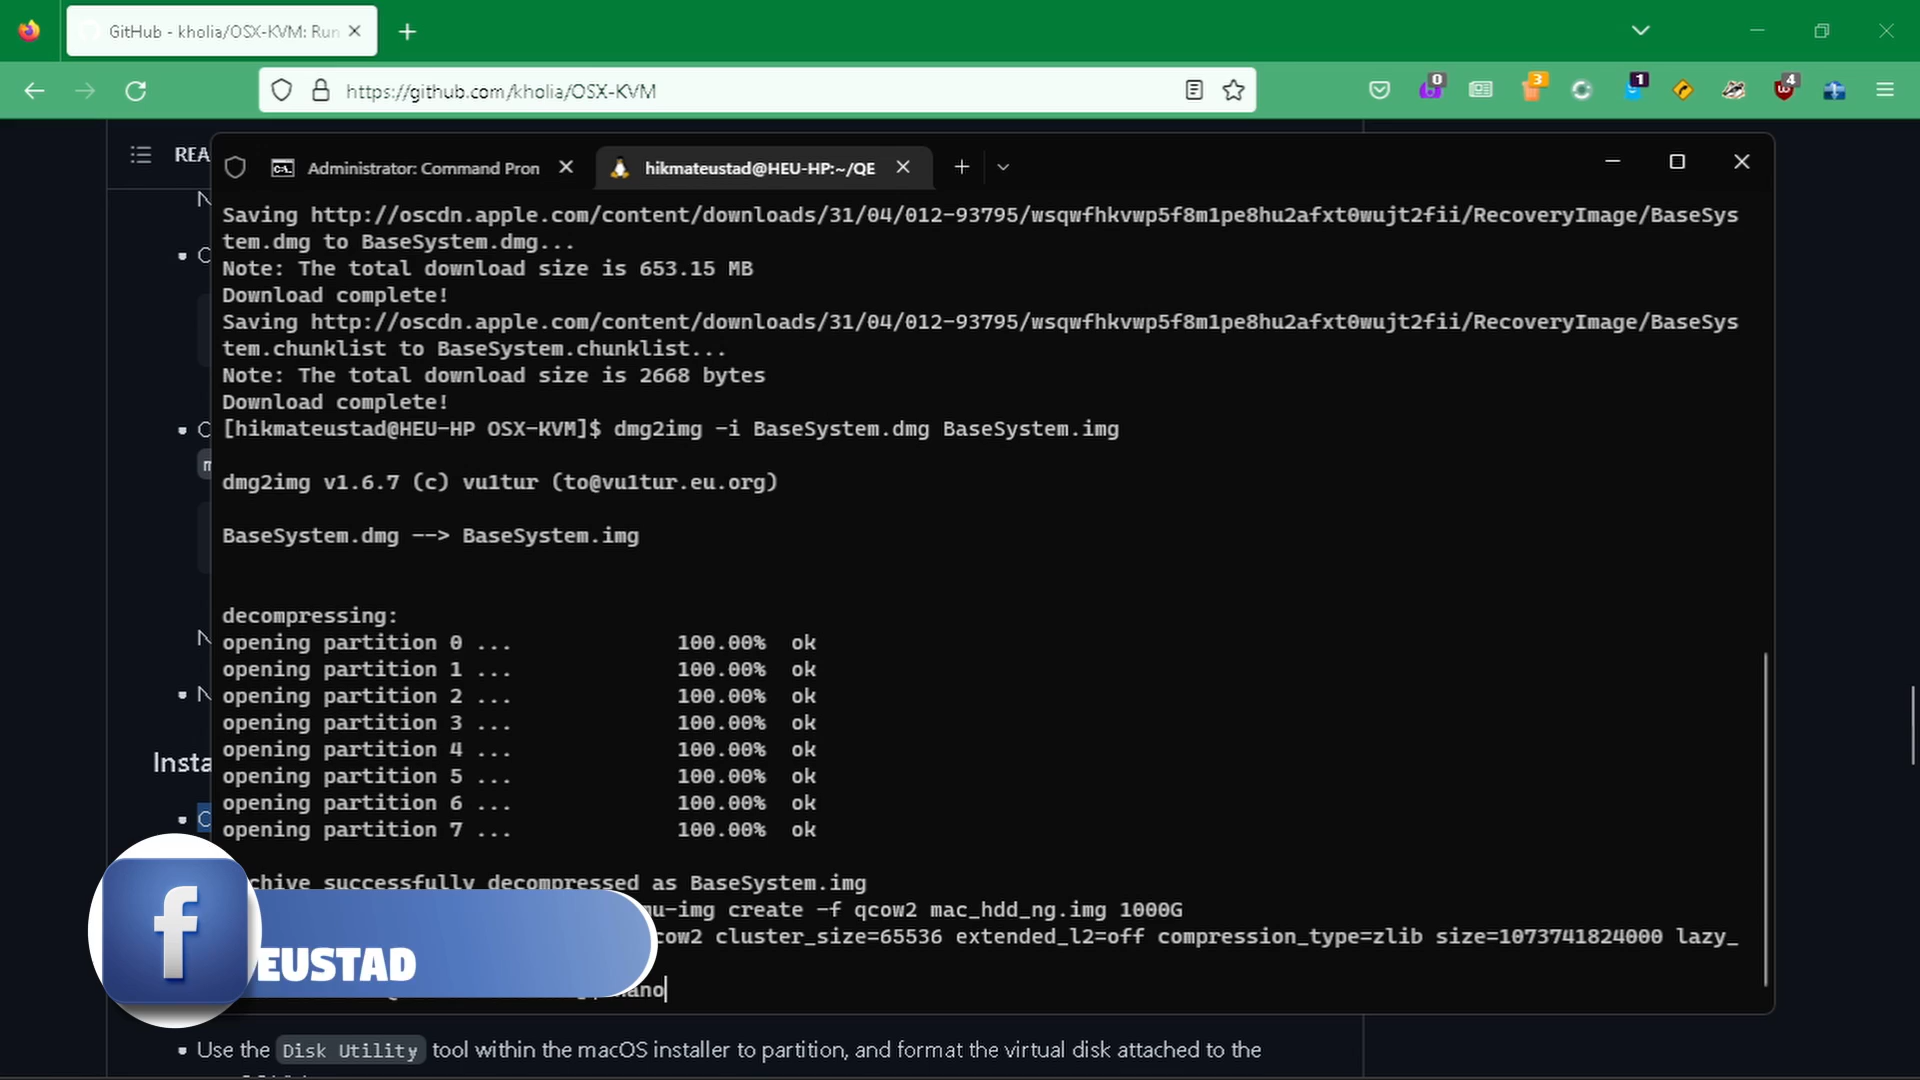 GitHub - kholia/OSX-KVM: Run
https://github.com/kholia/OSX-KVM
0
3
1
4
REA
Administrator: Command Pron
hikmateustad@HEU-HP:~/QE
Saving http://oscdn.apple.com/content/downloads/31/04/012-93795/wsqwfhkvwp5f8m1pe8hu2afxt0wujt2fii/RecoveryImage/BaseSys
tem.dmg to BaseSystem.dmg...
Note: The total download size is 653.15 MB
Download complete!
Saving http://oscdn.apple.com/content/downloads/31/04/012-93795/wsqwfhkvwp5f8m1pe8hu2afxt0wujt2fii/RecoveryImage/BaseSys
tem.chunklist to BaseSystem.chunklist...
Note: The total download size is 2668 bytes
Download complete!
[hikmateustad@HEU-HP OSX-KVM]$ dmg2img -i BaseSystem.dmg BaseSystem.img
dmg2img v1.6.7 (c) vu1tur (to@vu1tur.eu.org)
BaseSystem.dmg --> BaseSystem.img
decompressing:
opening partition 0 ... 100.00% ok
opening partition 1 ... 100.00% ok
opening partition 2 ... 100.00% ok
opening partition 3 ... 100.00% ok
opening partition 4 ... 100.00% ok
opening partition 5 ... 100.00% ok
opening partition 6 ... 100.00% ok
opening partition 7 ... 100.00% ok
Insta
chive successfully decompressed as BaseSystem.img
mu-img create -f qcow2 mac_hdd_ng.img 1000G
cow2 cluster_size=65536 extended_l2=off compression_type=zlib size=1073741824000 lazy_
nano
f
EUSTAD
Use the Disk Utility tool within the macOS installer to partition, and format the virtual disk attached to the